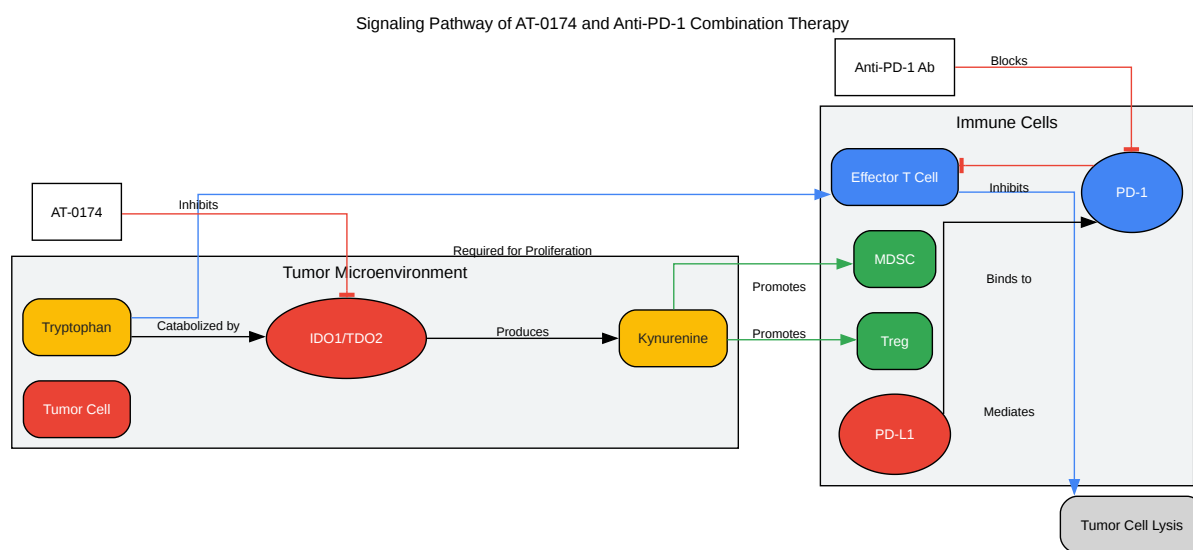 Signaling Pathway of AT-0174 and Anti-PD-1 Combination Therapy
Anti-PD-1 Ab
Blocks
Immune Cells
Effector T Cell
Inhibits
PD-1
AT-0174
Inhibits
Required for Proliferation
Tumor Microenvironment
MDSC
Promotes
Binds to
Tryptophan
Catabolized by
IDO1/TDO2
Produces
Kynurenine
Promotes
Treg
Tumor Cell
PD-L1
Mediates
Tumor Cell Lysis